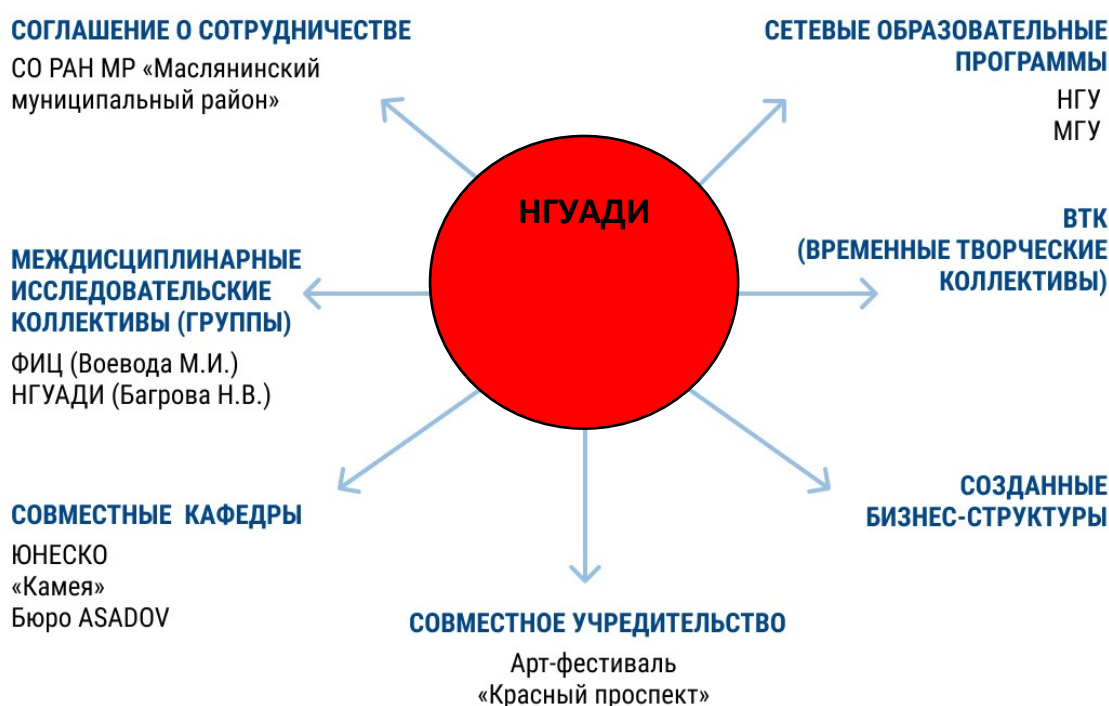 СОГЛАШЕНИЕ О СОТРУДНИЧЕСТВЕ
СО РАН МР «Маслянинский
муниципальный район»
СЕТЕВЫЕ ОБРАЗОВАТЕЛЬНЫЕ
ПРОГРАММЫ
НГУ
МГУ
НГУАДИ
МЕЖДИСЦИПЛИНАРНЫЕ
ИССЛЕДОВАТЕЛЬСКИЕ
КОЛЛЕКТИВЫ (ГРУППЫ)
ФИЦ (Воевода М.И.)
НГУАДИ (Багрова Н.В.)
ВТК
(ВРЕМЕННЫЕ ТВОРЧЕСКИЕ
КОЛЛЕКТИВЫ)
СОВМЕСТНЫЕ КАФЕДРЫ
ЮНЕСКО
«Камея»
Бюро ASADOV
СОЗДАННЫЕ
БИЗНЕС-СТРУКТУРЫ
СОВМЕСТНОЕ УЧРЕДИТЕЛЬСТВО
Арт-фестиваль
«Красный проспект»